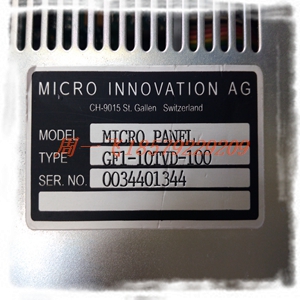 MICRO INNOVATION AG
CH-9015 St. Gallen Switzerland
MODEL MICRO PANEL
TYPE GF1-10TVD-100
SER. NO. 0034401344